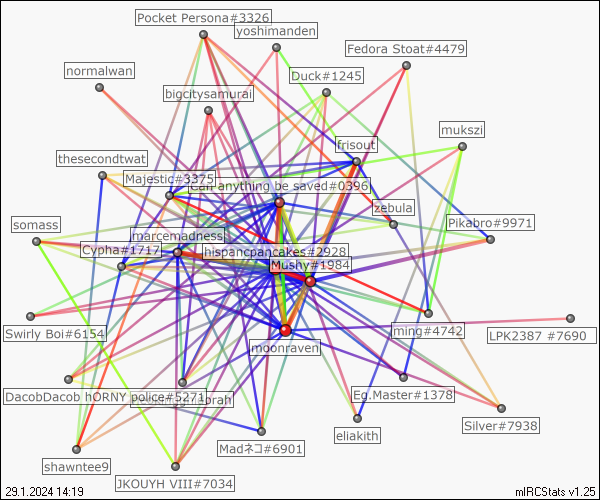 Pocket Persona#3326
yoshimanden
Fedora Stoat#4479
normalwan
Duck#1245
bigcitysamurai
mukszi
frisout
thesecondtwat
Majestic#3375
Can anything be saved#0396
zebula
somass
Pikabro#9971
marcemadness
Cypha#1717
hispancpancakes#2928
Mushy#1984
Swirly Boi#6154
ming#4742
LPK2387 #7690
moonraven
DacobDacob hORNY police#5271
Eg.Master#1378
Silver#7938
eliakith
Madネコ#6901
shawntee9
JKOUYH VIII#7034
29.1.2024 14:19
mIRCStats v1.25